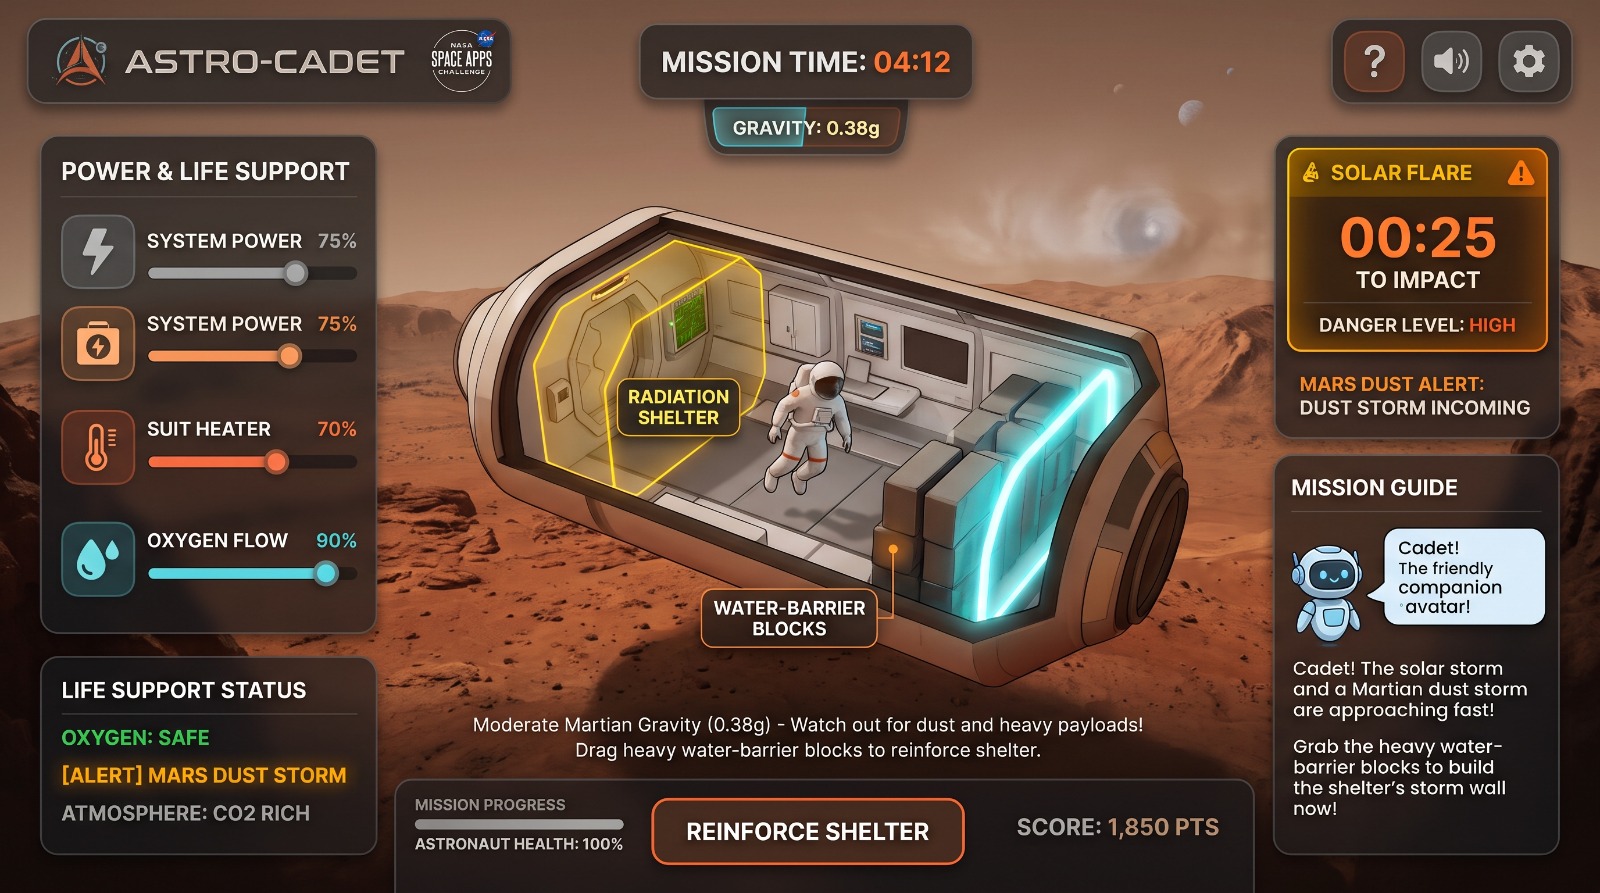 ASTRO-CADET
NASA
SPACE APPS
CHALLENGE
MISSION TIME: 04:12
GRAVITY: 0.38g
?
POWER & LIFE SUPPORT
SYSTEM POWER 75%
SYSTEM POWER 75%
SUIT HEATER 70%
OXYGEN FLOW 90%
LIFE SUPPORT STATUS
OXYGEN: SAFE
[ALERT] MARS DUST STORM
ATMOSPHERE: CO2 RICH
RADIATION
SHELTER
WATER-BARRIER
BLOCKS
Moderate Martian Gravity (0.38g) - Watch out for dust and heavy payloads!
Drag heavy water-barrier blocks to reinforce shelter.
MISSION PROGRESS
ASTRONAUT HEALTH: 100%
REINFORCE SHELTER
SCORE: 1,850 PTS
SOLAR FLARE
00:25
TO IMPACT
DANGER LEVEL: HIGH
MARS DUST ALERT:
DUST STORM INCOMING
MISSION GUIDE
Cadet!
The friendly
companion
avatar!
Cadet! The solar storm
and a Martian dust storm
are approaching fast!
Grab the heavy water-
barrier blocks to build
the shelter's storm wall
now!